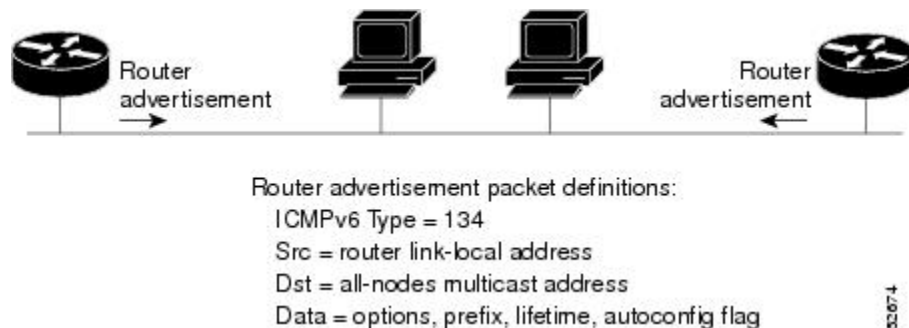 Router
advertisement
Router
advertisement
Router advertisement packet definitions:
ICMPv6 Type = 134
Src = router link-local address
Dst = all-nodes multicast address
Data = options, prefix, lifetime, autoconfig flag
52674